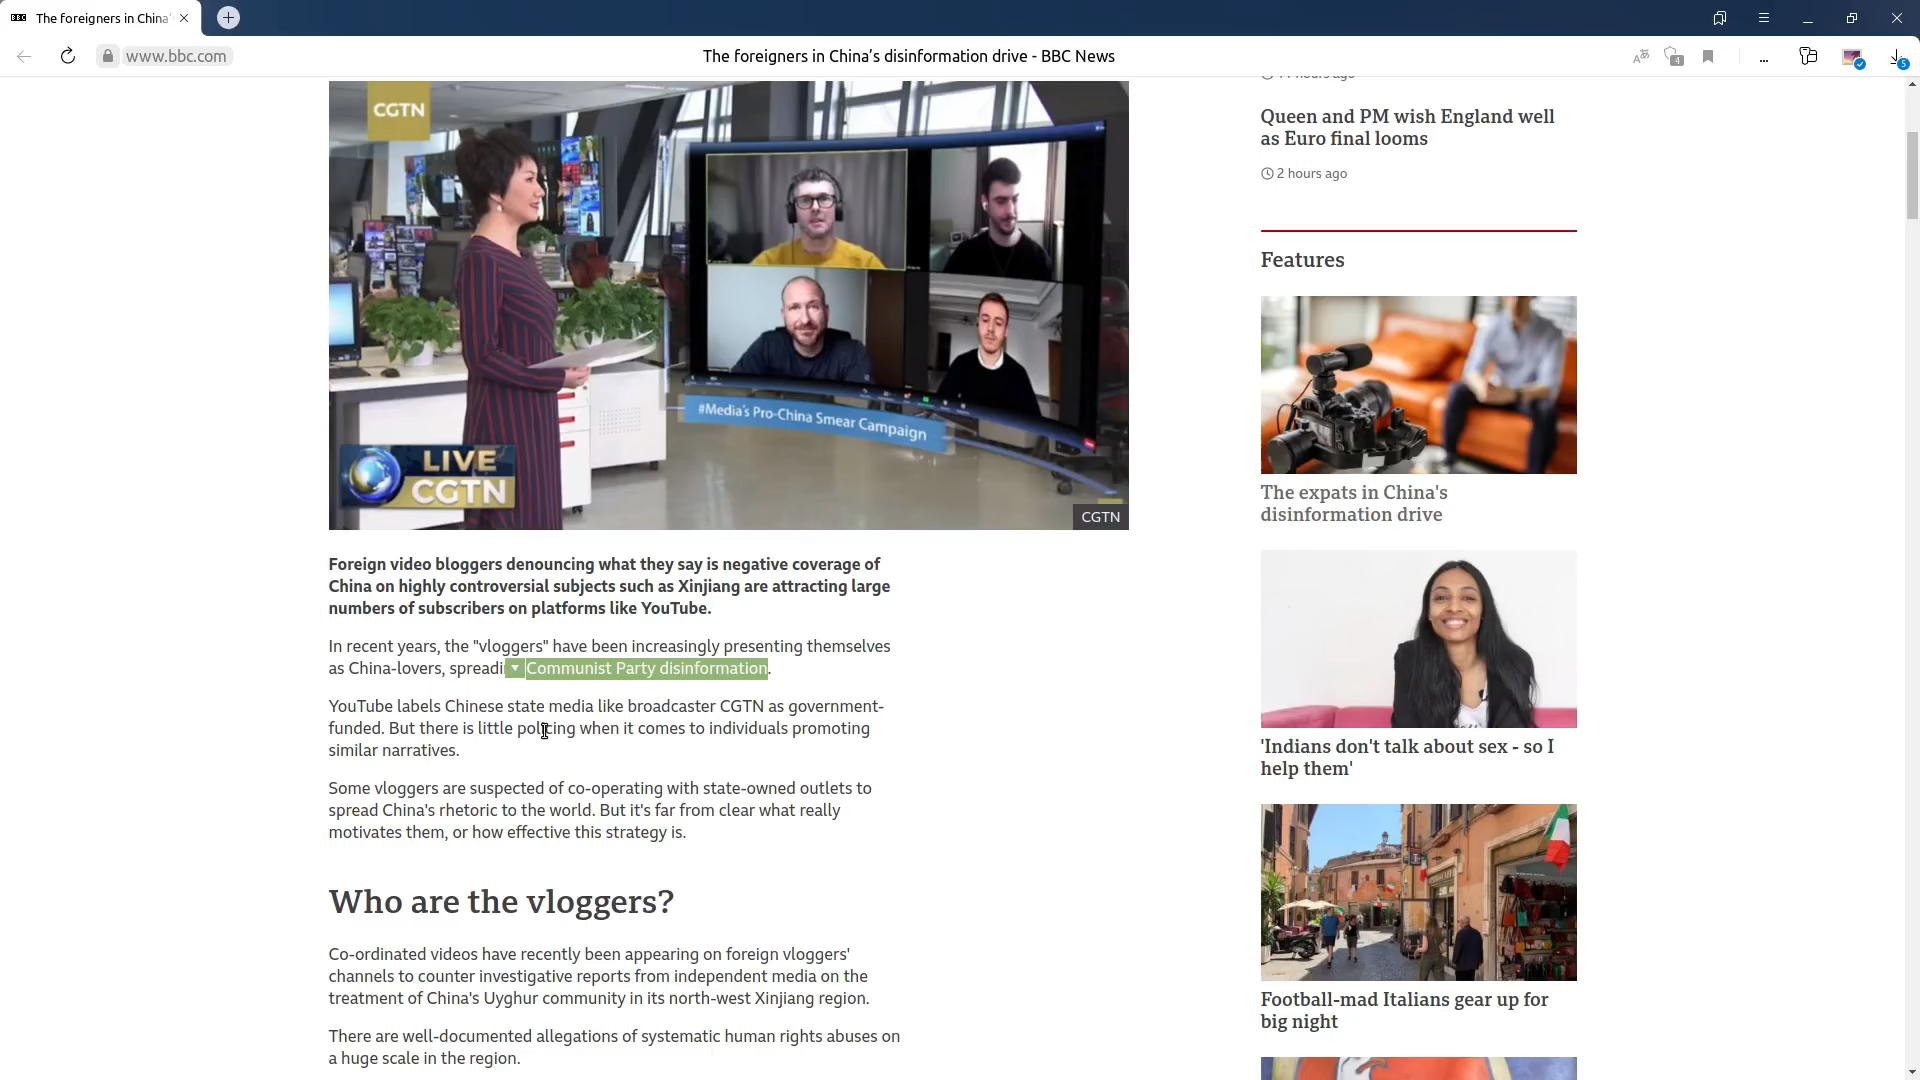 BBC The foreigners in China'
www.bbc.com
The foreigners in China's disinformation drive - BBC News
4
...
5
CGTN
#Media's Pro-China Smear Campaign
LIVE
CGTN
CGTN
Foreign video bloggers denouncing what they say is negative coverage of
China on highly controversial subjects such as Xinjiang are attracting large
numbers of subscribers on platforms like YouTube.
In recent years, the "vloggers" have been increasingly presenting themselves
as China-lovers, spreadi Communist Party disinformation.
YouTube labels Chinese state media like broadcaster CGTN as government-
funded. But there is little policing when it comes to individuals promoting
similar narratives.
Some vloggers are suspected of co-operating with state-owned outlets to
spread China's rhetoric to the world. But it's far from clear what really
motivates them, or how effective this strategy is.
Who are the vloggers?
Co-ordinated videos have recently been appearing on foreign vloggers'
channels to counter investigative reports from independent media on the
treatment of China's Uyghur community in its north-west Xinjiang region.
There are well-documented allegations of systematic human rights abuses on
a huge scale in the region.
hours ago
Queen and PM wish England well
as Euro final looms
2 hours ago
Features
The expats in China's
disinformation drive
'Indians don't talk about sex - so I
help them'
Football-mad Italians gear up for
big night